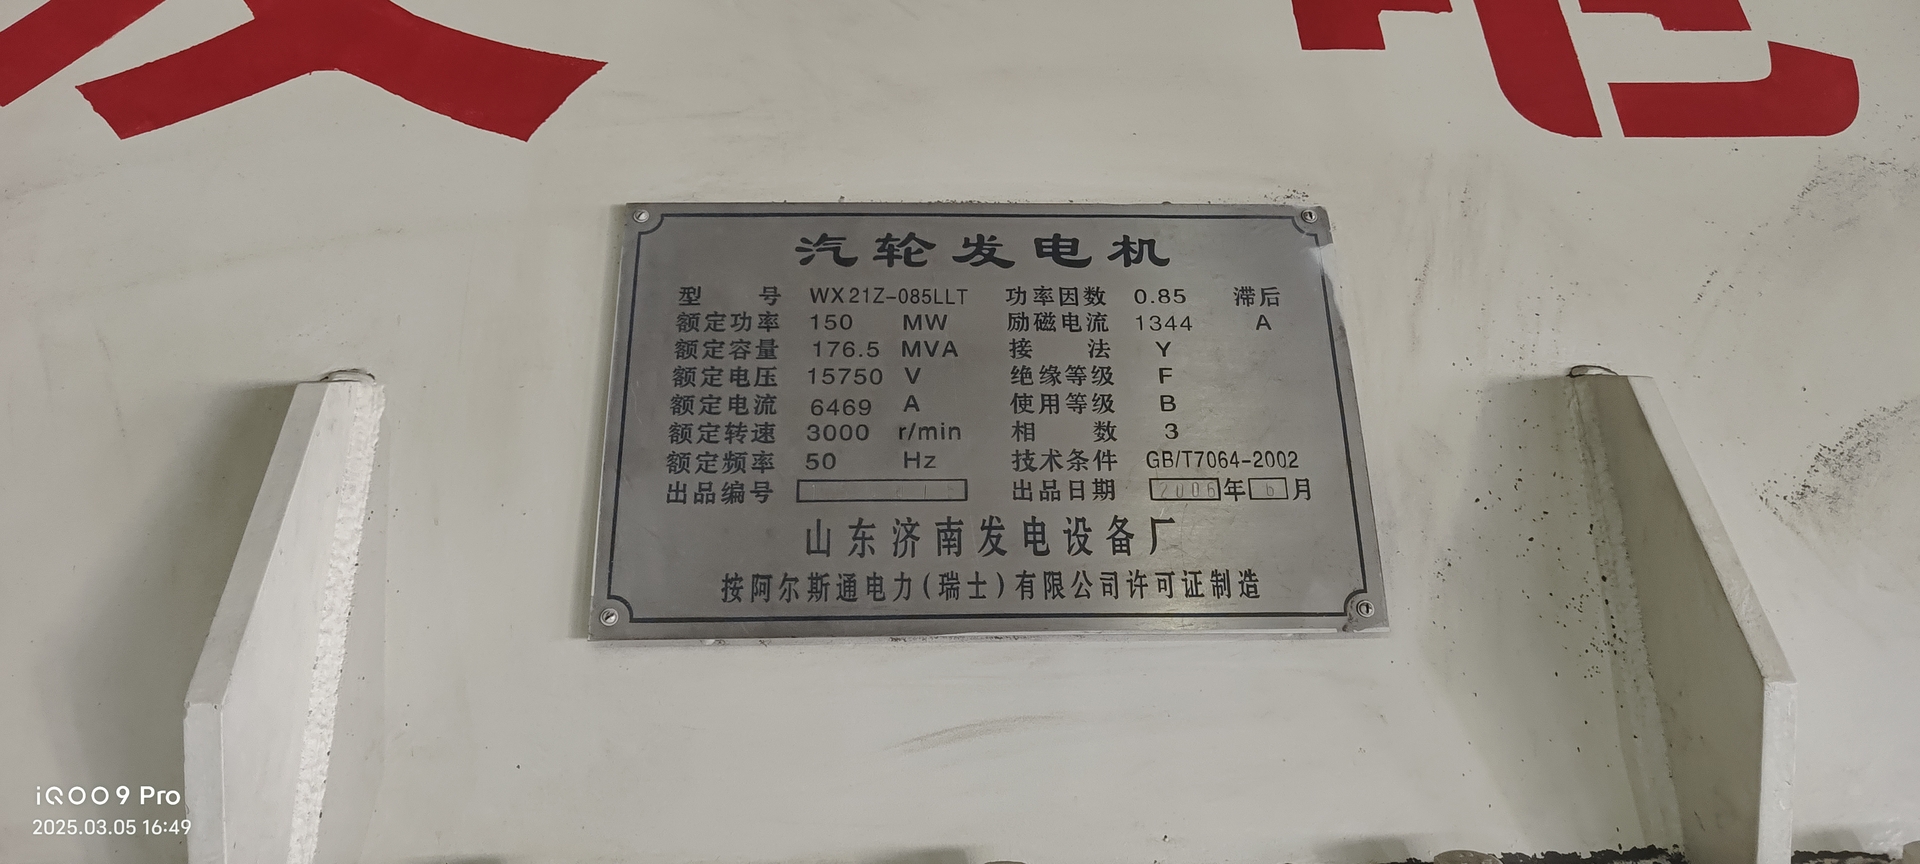 汽轮发电机
型 号 WX21Z-085LLT 功率因数 0.85 滞后
额定功率 150 MW 励磁电流 1344 A
额定容量 176.5 MVA 接 法 Y
额定电压 15750 V 绝缘等级 F
额定电流 6469 A 使用等级 B
额定转速 3000 r/min 相 数 3
额定频率 50 Hz 技术条件 GB/T7064-2002
出品编号 出品日期 2006年6月
山东济南发电设备厂
按阿尔斯通电力(瑞士)有限公司许可证制造
iQOO 9 Pro
2025.03.05 16:49